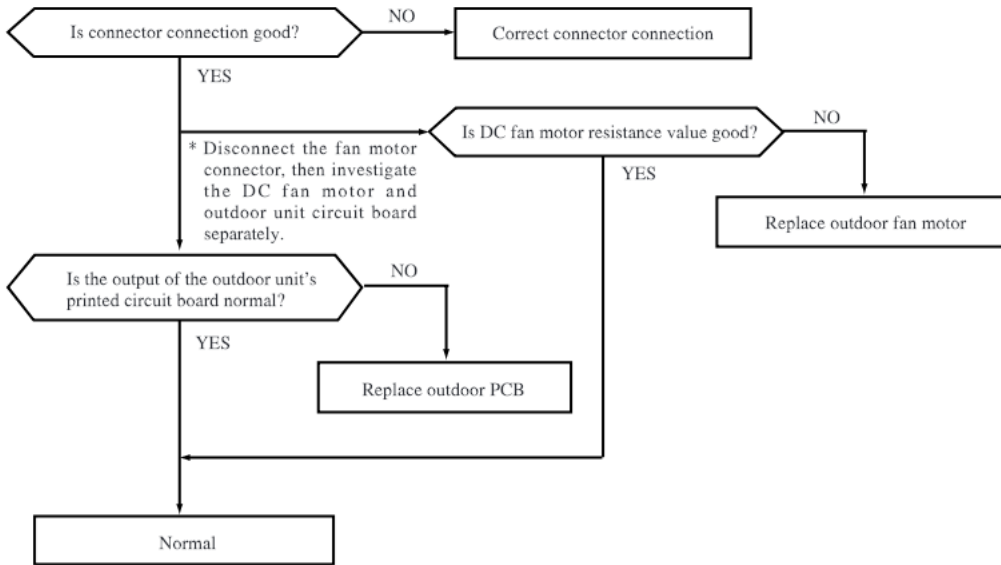 Is connector connection good?
NO
Correct connector connection
YES
Is DC fan motor resistance value good?
NO
* Disconnect the fan motor
connector, then investigate
the DC fan motor and
outdoor unit circuit board
separately.
YES
Replace outdoor fan motor
Is the output of the outdoor unit's
printed circuit board normal?
NO
YES
Replace outdoor PCB
Normal